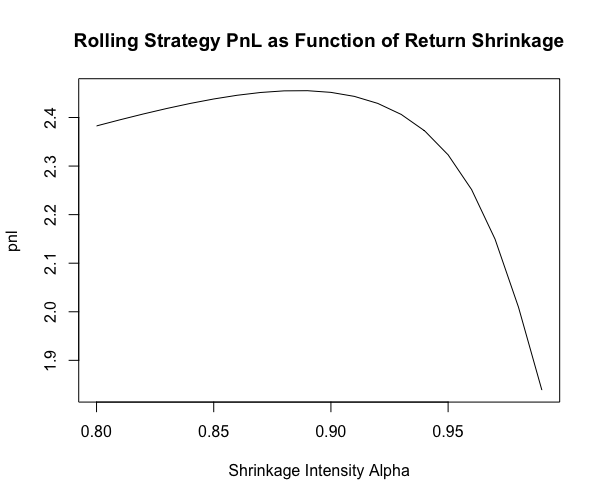 Rolling Strategy PnL as Function of Return Shrinkage
pnl
2.4
2.3
2.2
2.1
2.0
1.9
0.80 0.85 0.90 0.95
Shrinkage Intensity Alpha